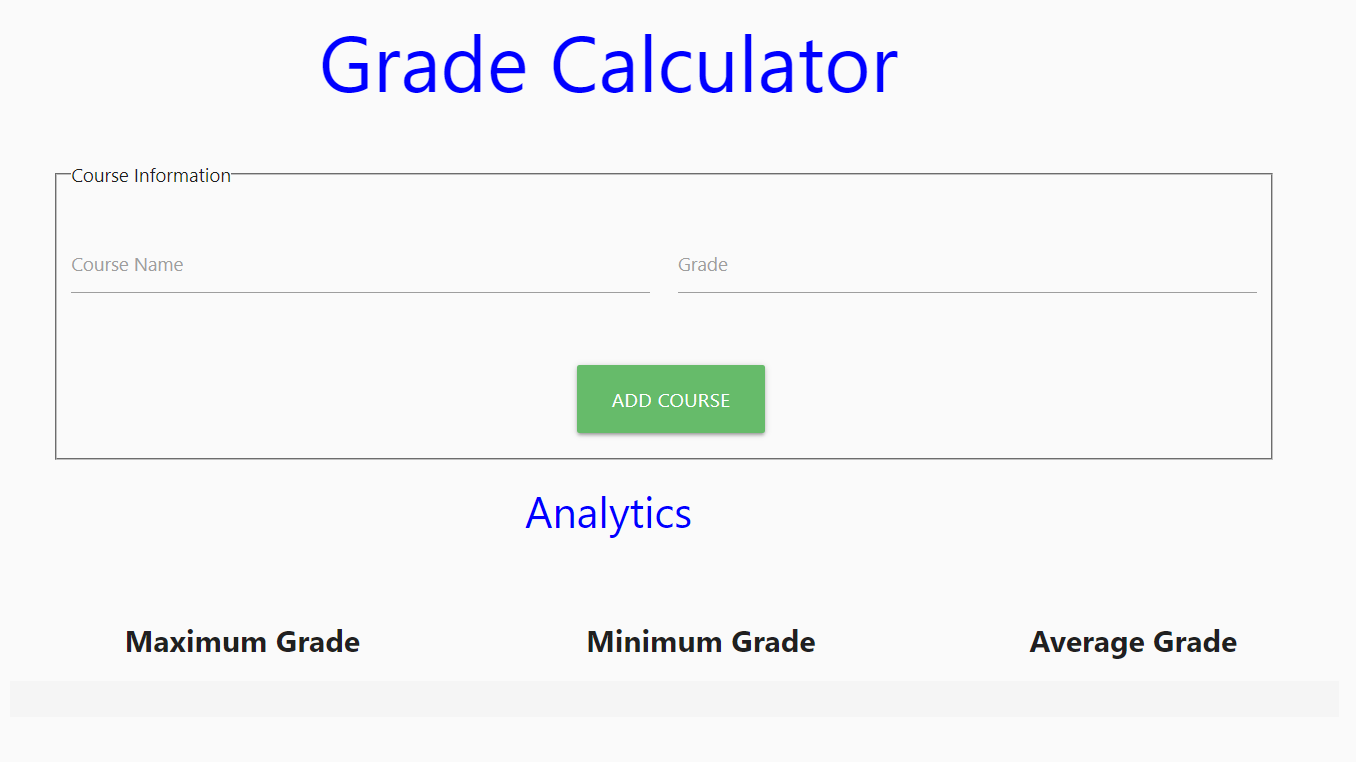 Grade Calculator
Course Information
Course Name Grade
ADD COURSE
Analytics
Maximum Grade Minimum Grade Average Grade